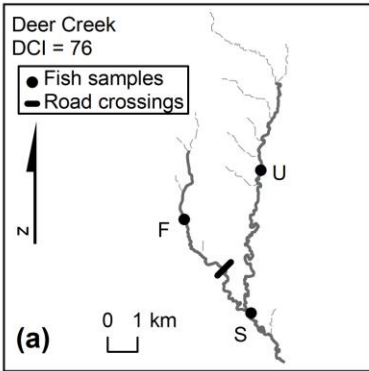 Deer Creek
DCI = 76
Fish samples
Road crossings
N
U
F
S
(a)
0 1 km